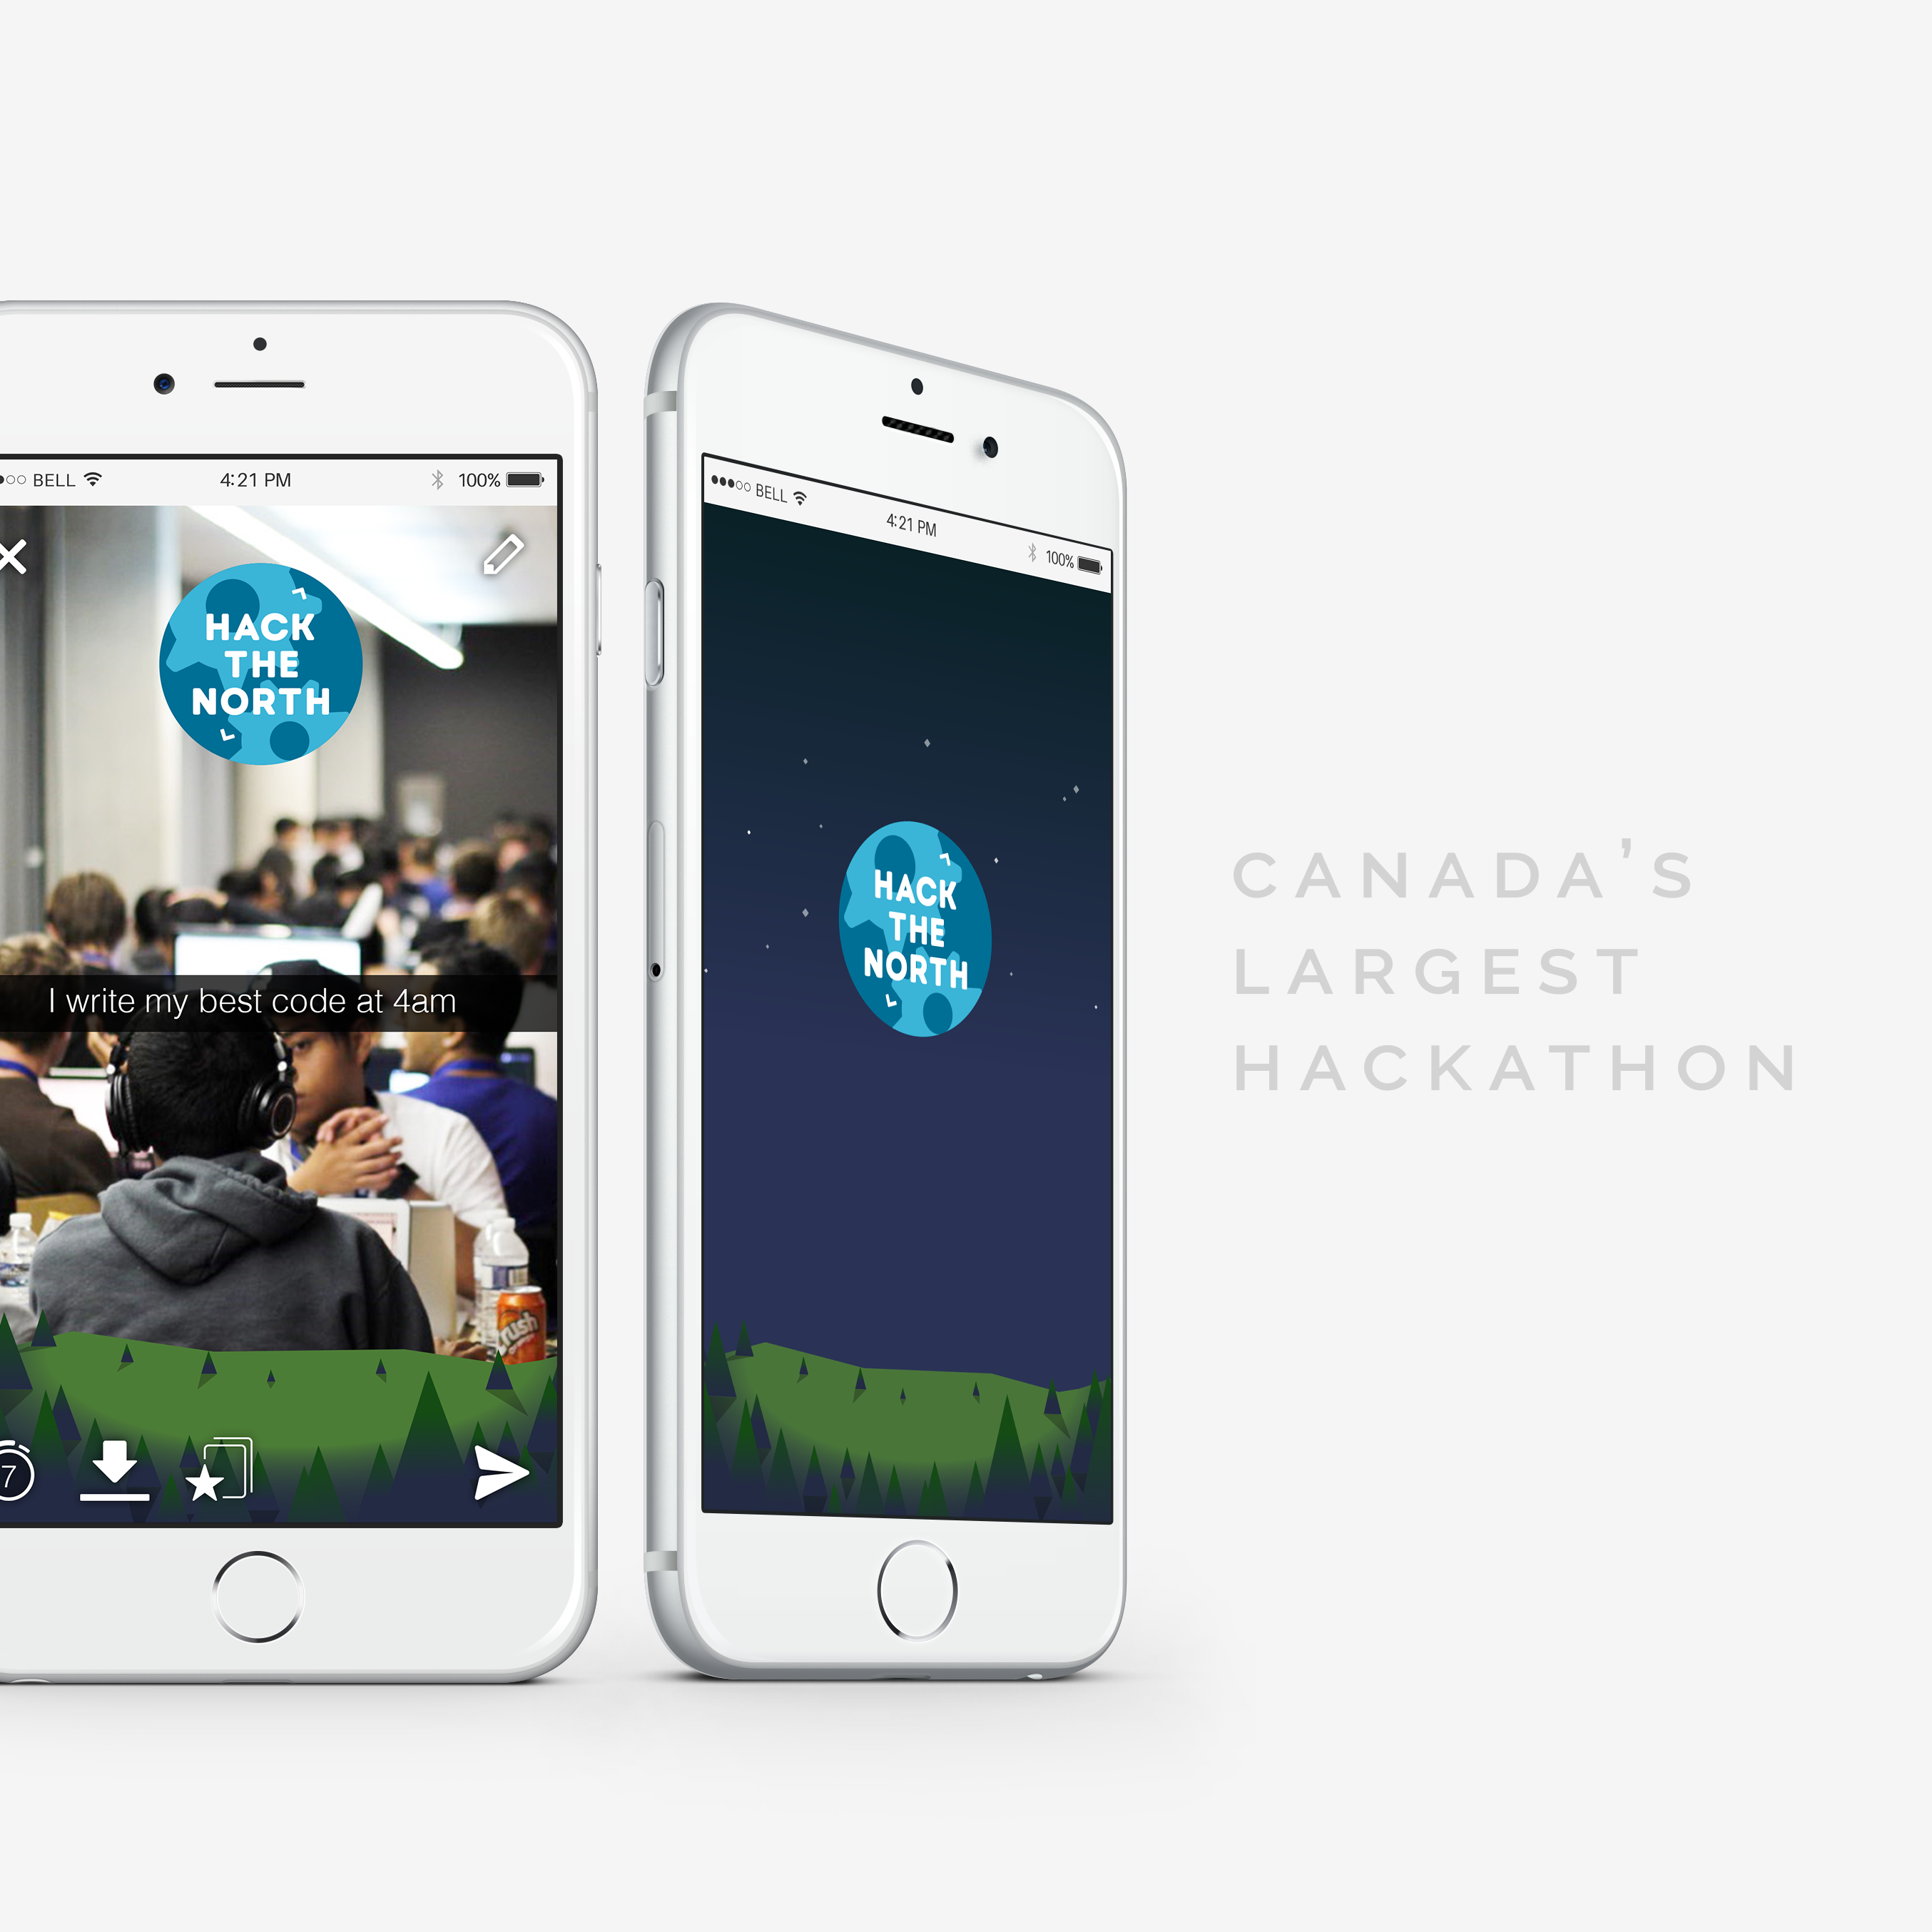 BELL
4:21 PM
100%
HACK
THE
NORTH
I write my best code at 4am
Crush
7
BELL
4:21 PM
100%
HACK
THE
NORTH
CANADA'S
LARGEST
HACKATHON